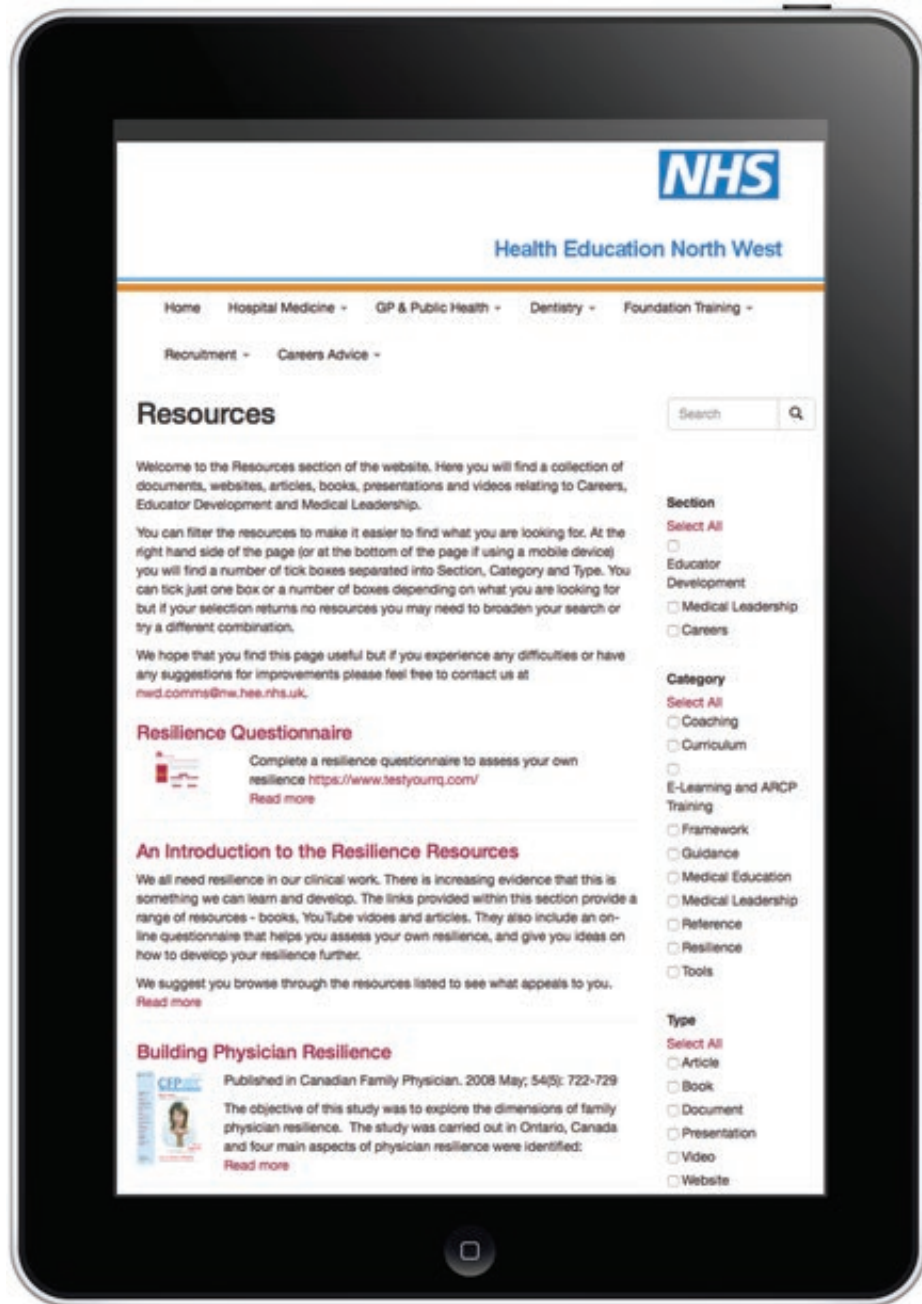 NHS
Health Education North West
Home Hospital Medicine GP & Public Health Dentistry Foundation Training
Recruitment Careers Advice
Resources
Search
Welcome to the Resources section of the website. Here you will find a collection of
documents, websites, articles, books, presentations and videos relating to Careers,
Educator Development and Medical Leadership.
You can filter the resources to make it easier to find what you are looking for. At the
right hand side of the page (or at the bottom of the page if using a mobile device)
you will find a number of tick boxes separated into Section, Category and Type. You
can tick just one box or a number of boxes depending on what you are looking for
but if your selection returns no resources you may need to broaden your search or
try a different combination.
We hope that you find this page useful but if you experience any difficulties or have
any suggestions for improvements please feel free to contact us at
nwd.comms@nw.hee.nhs.uk.
Resilience Questionnaire
Complete a resilience questionnaire to assess your own
resilience https://www.testyourrq.com/
Read more
An Introduction to the Resilience Resources
We all need resilience in our clinical work. There is increasing evidence that this is
something we can learn and develop. The links provided within this section provide a
range of resources - books, YouTube vidoes and articles. They also include an on-
line questionnaire that helps you assess your own resilience, and give you ideas on
how to develop your resilience further.
We suggest you browse through the resources listed to see what appeals to you.
Read more
Building Physician Resilience
CFP
Published in Canadian Family Physician. 2008 May; 54(5): 722-729
The objective of this study was to explore the dimensions of family
physician resilience. The study was carried out in Ontario, Canada
and four main aspects of physician resilience were identified:
Read more
Section
Select All
Educator
Development
Medical Leadership
Careers
Category
Select All
Coaching
Curriculum
E-Learning and ARCP
Training
Framework
Guidance
Medical Education
Medical Leadership
Reference
Resilience
Tools
Type
Select All
Article
Book
Document
Presentation
Video
Website